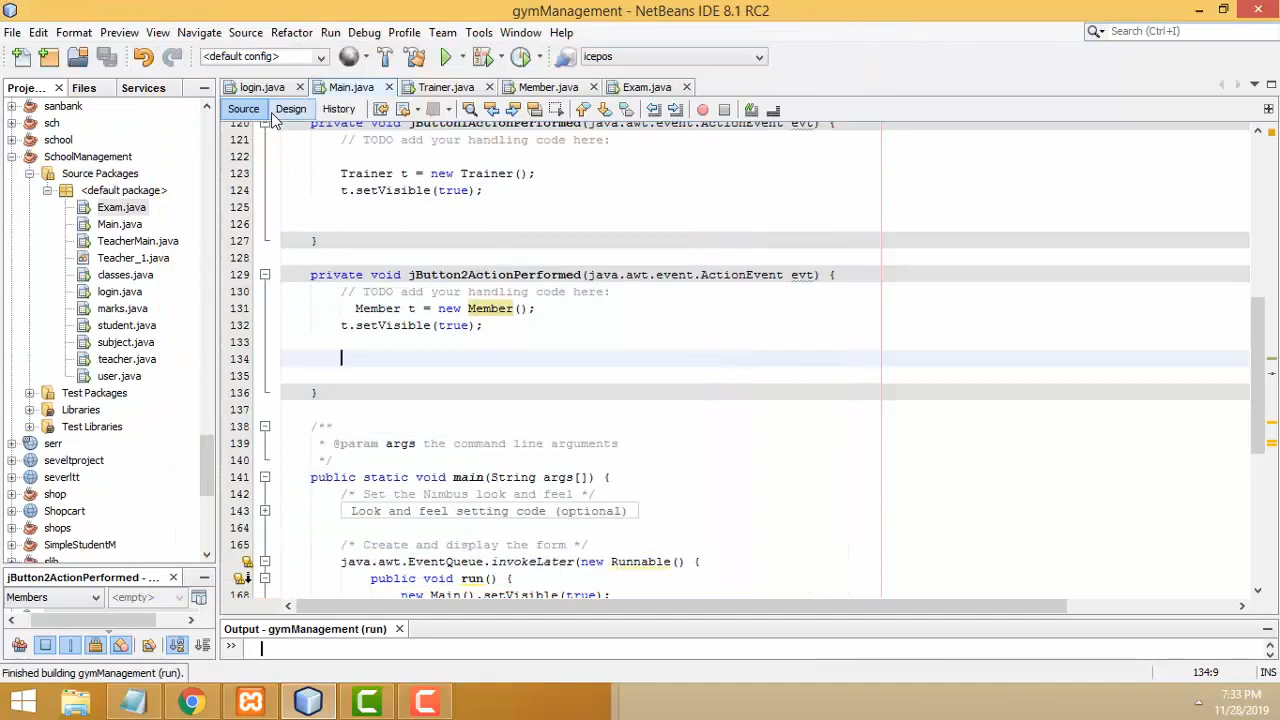 gymManagement - NetBeans IDE 8.1 RC2
File Edit Format Preview View Navigate Source Refactor Run Debug Profile Team Tools Window Help
Search (Ctrl+I)
<default config>
icepos
Proje... Files Services
login.java Main.java Trainer.java Member.java Exam.java
Source Design History
sanbank
sch
school
SchoolManagement
Source Packages
<default package>
Exam.java
Main.java
TeacherMain.java
Teacher_1.java
classes.java
login.java
marks.java
student.java
subject.java
teacher.java
user.java
Test Packages
Libraries
Test Libraries
serr
seveltproject
severltt
shop
Shopcart
shops
SimpleStudentM
slib
120 private void jButton1ActionPerformed(java.awt.event.ActionEvent evt) {
121 // TODO add your handling code here:
122
123 Trainer t = new Trainer();
124 t.setVisible(true);
125
126
127 }
128
129 private void jButton2ActionPerformed(java.awt.event.ActionEvent evt) {
130 // TODO add your handling code here:
131 Member t = new Member();
132 t.setVisible(true);
133
134
135
136 }
137
138 /**
139 * @param args the command line arguments
140 */
141 public static void main(String args[]) {
142 /* Set the Nimbus look and feel */
143 Look and feel setting code (optional)
164
165 /* Create and display the form */
java.awt.EventQueue.invokeLater(new Runnable() {
public void run() {
168 new Main().setVisible(true);
jButton2ActionPerformed - ...
Members <empty>
Output - gymManagement (run)
>>
Finished building gymManagement (run).
134:9 INS
7:33 PM
11/28/2019